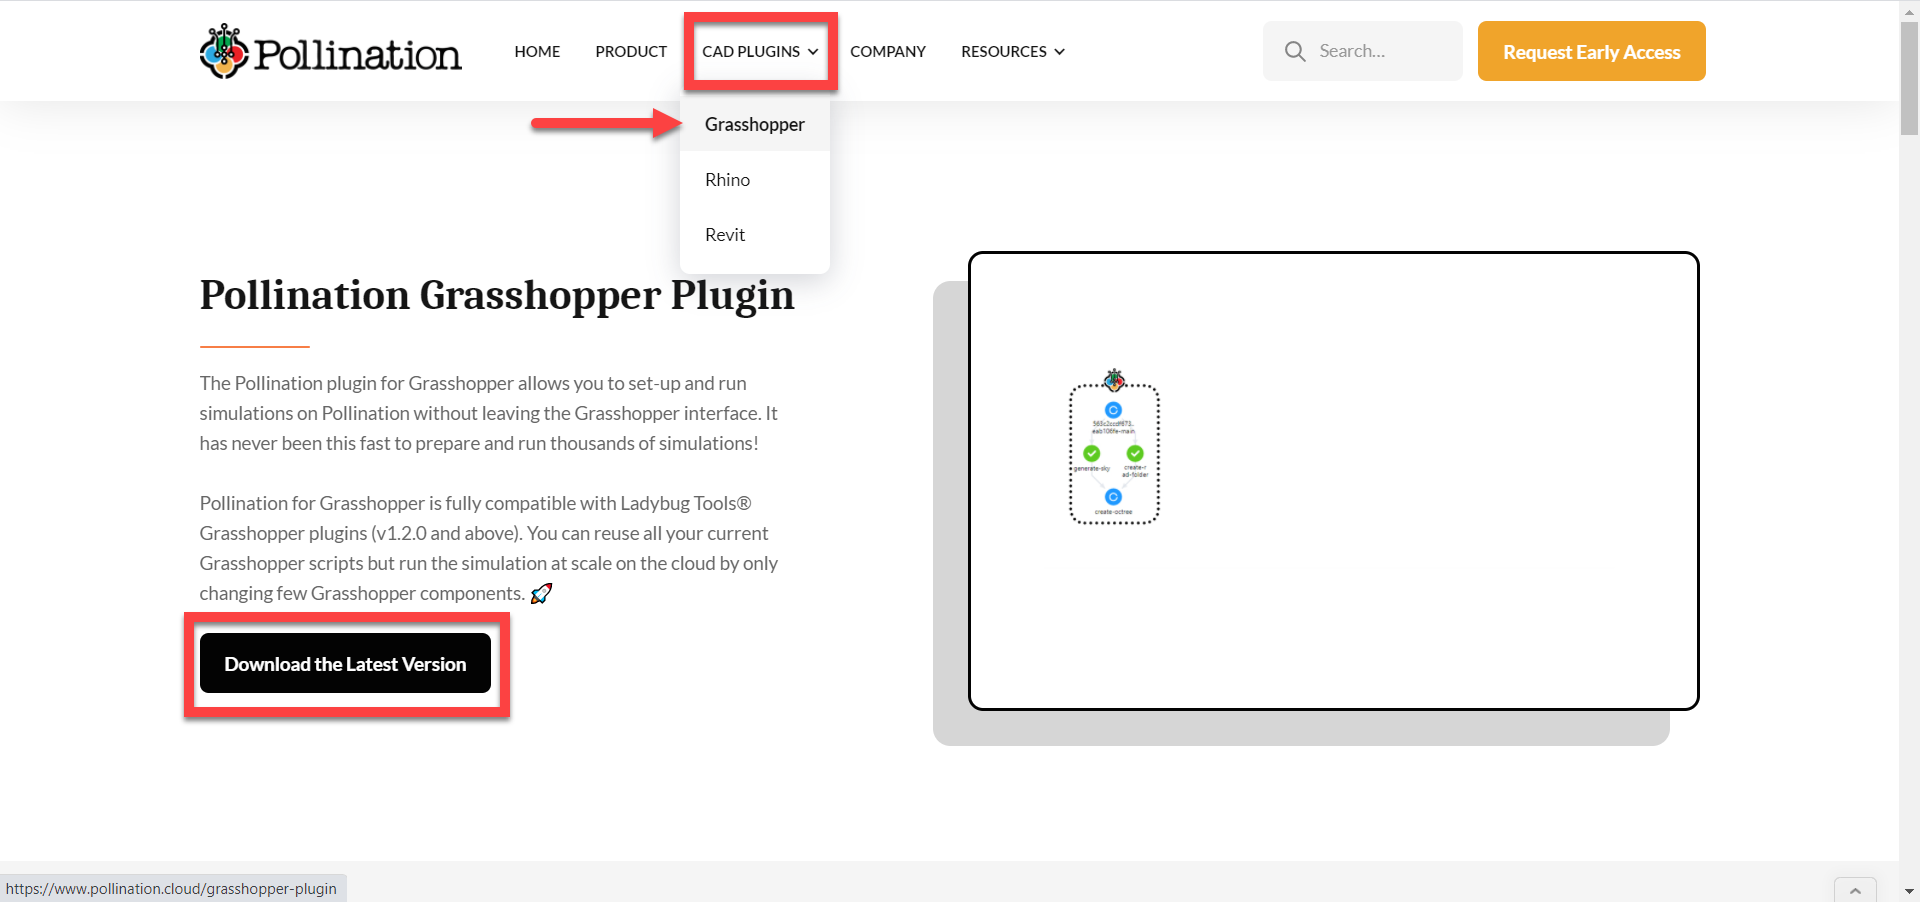 Pollination
HOME
PRODUCT
CAD PLUGINS
COMPANY
RESOURCES
Search...
Request Early Access
Grasshopper
Rhino
Revit
Pollination Grasshopper Plugin
The Pollination plugin for Grasshopper allows you to set-up and run
simulations on Pollination without leaving the Grasshopper interface. It
has never been this fast to prepare and run thousands of simulations!
Pollination for Grasshopper is fully compatible with Ladybug Tools®
Grasshopper plugins (v1.2.0 and above). You can reuse all your current
Grasshopper scripts but run the simulation at scale on the cloud by only
changing few Grasshopper components. 🚀
Download the Latest Version
generate-sky
create-r
ad-folder
create-octree
https://www.pollination.cloud/grasshopper-plugin